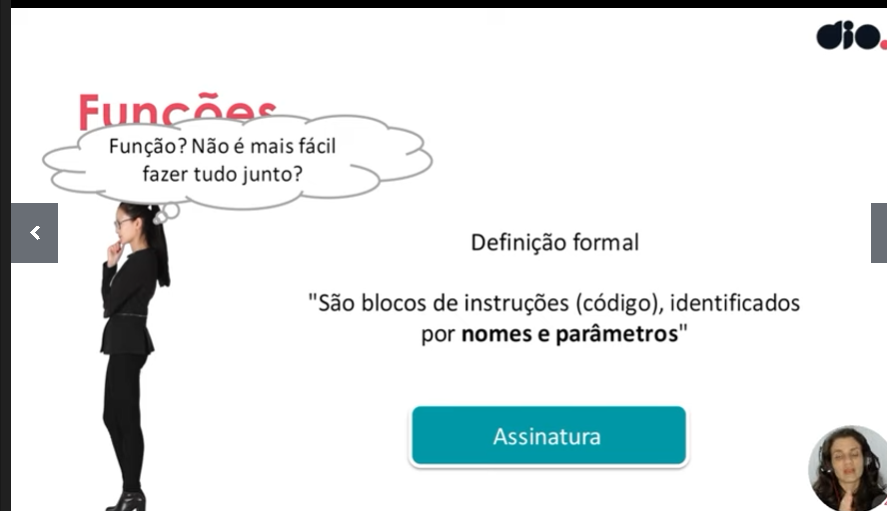 dio.
Funções
Função? Não é mais fácil
fazer tudo junto?
Definição formal
"São blocos de instruções (código), identificados
por nomes e parâmetros"
Assinatura